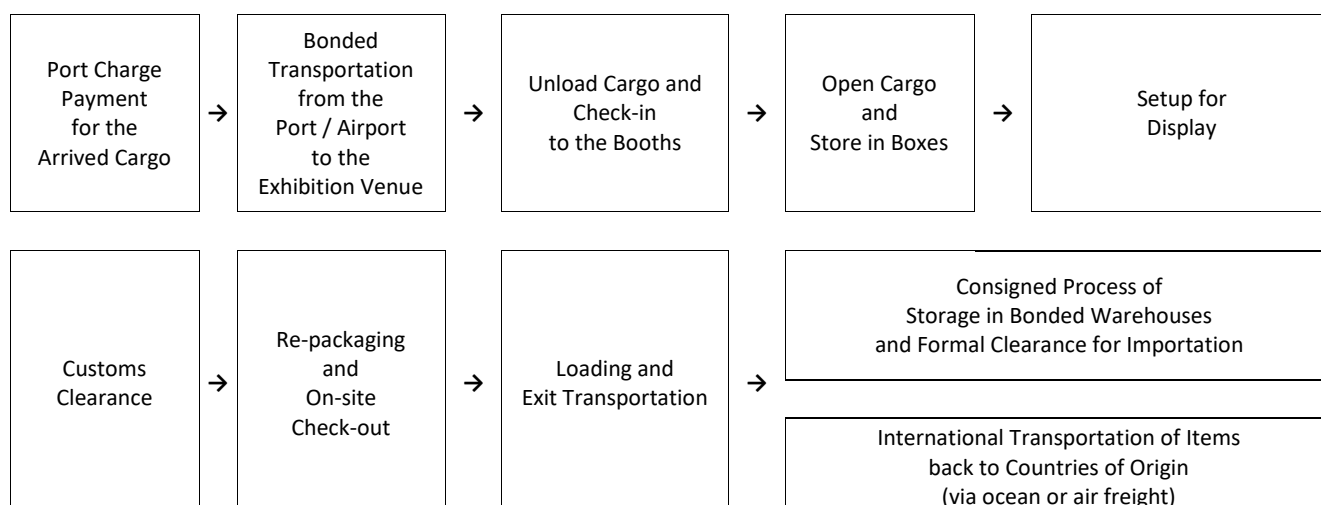 Port Charge
Payment
for the
Arrived Cargo
→
Bonded
Transportation
from the
Port / Airport
to the
Exhibition Venue
→
Unload Cargo and
Check-in
to the Booths
→
Open Cargo
and
Store in Boxes
→
Setup for
Display
Customs
Clearance
→
Re-packaging
and
On-site
Check-out
→
Loading and
Exit Transportation
→
Consigned Process of
Storage in Bonded Warehouses
and Formal Clearance for Importation
International Transportation of Items
back to Countries of Origin
(via ocean or air freight)